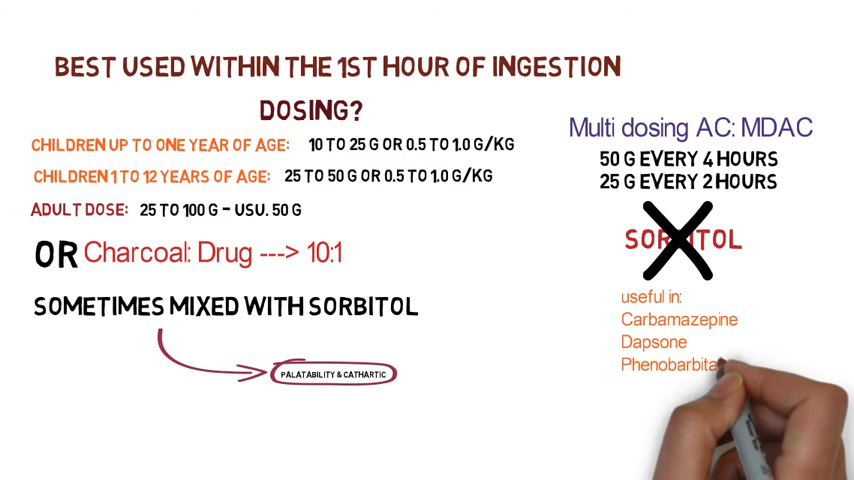 BEST USED WITHIN THE 1ST HOUR OF INGESTION
DOSING?
CHILDREN UP TO ONE YEAR OF AGE: 10 TO 25 G OR 0.5 TO 1.0 G/KG
CHILDREN 1 TO 12 YEARS OF AGE: 25 TO 50 G OR 0.5 TO 1.0 G/KG
ADULT DOSE: 25 TO 100 G - USU. 50 G
OR Charcoal: Drug ---> 10:1
SOMETIMES MIXED WITH SORBITOL
PALATABILITY & CATHARTIC
Multi dosing AC: MDAC
50 G EVERY 4 HOURS
25 G EVERY 2 HOURS
SORBITOL
useful in:
Carbamazepine
Dapsone
Phenobarbita